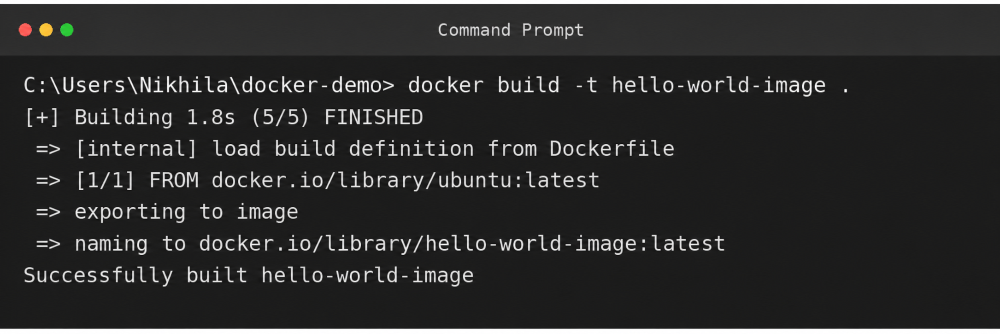 Command Prompt
C:\Users\Nikhila\docker-demo> docker build -t hello-world-image .
[+] Building 1.8s (5/5) FINISHED
 => [internal] load build definition from Dockerfile
 => [1/1] FROM docker.io/library/ubuntu:latest
 => exporting to image
 => naming to docker.io/library/hello-world-image:latest
Successfully built hello-world-image